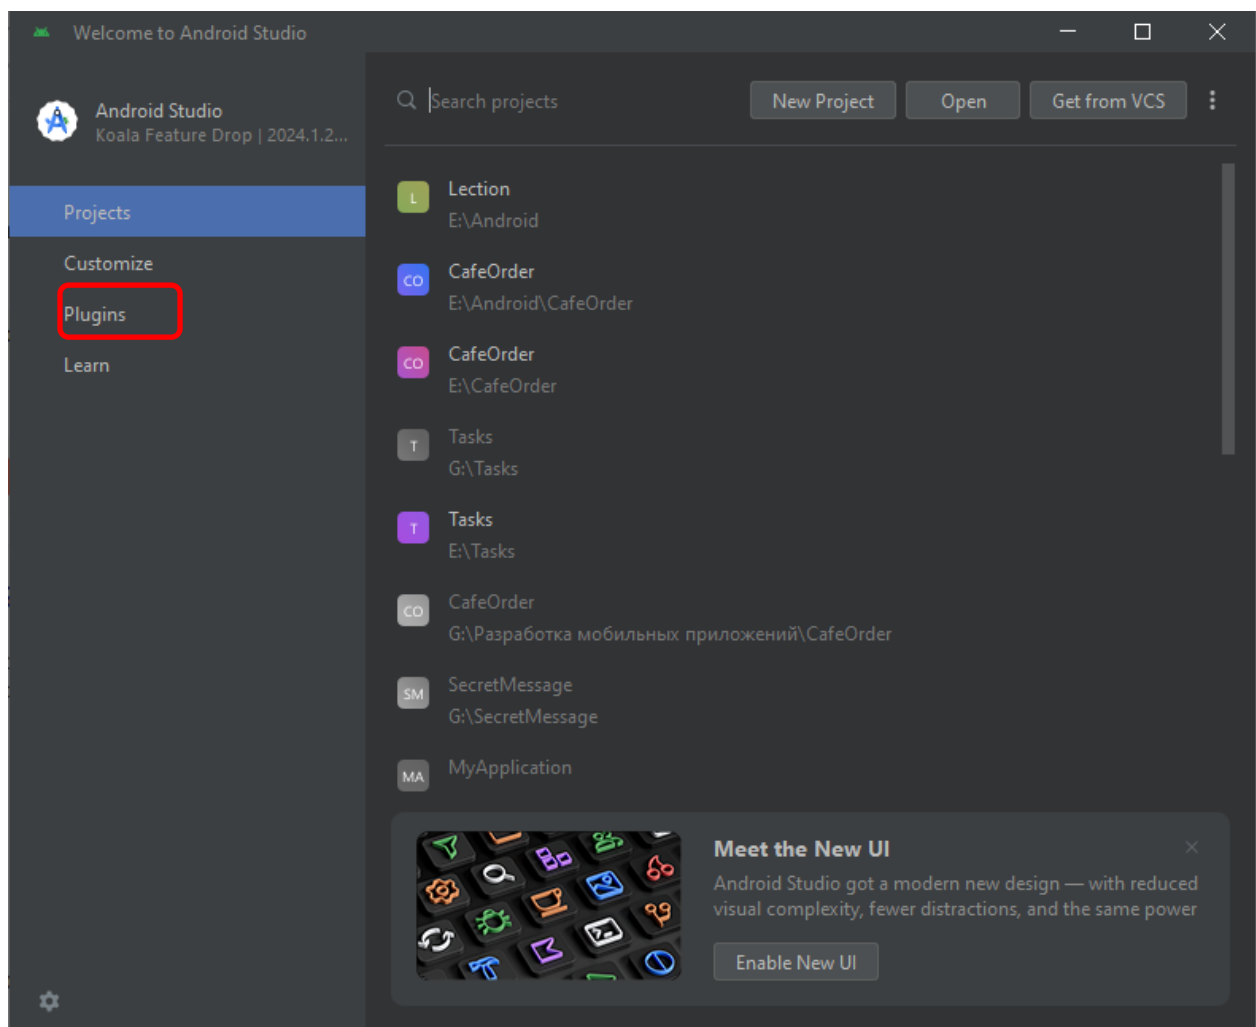 Welcome to Android Studio
Android Studio
Koala Feature Drop | 2024.1.2...
Projects
Customize
Plugins
Learn
Search projects
New Project
Open
Get from VCS
L
Lection
E:\Android
CO
CafeOrder
E:\Android\CafeOrder
CO
CafeOrder
E:\CafeOrder
T
Tasks
G:\Tasks
T
Tasks
E:\Tasks
CO
CafeOrder
G:\Разработка мобильных приложений\CafeOrder
SM
SecretMessage
G:\SecretMessage
MA
MyApplication
Meet the New UI
Android Studio got a modern new design — with reduced
visual complexity, fewer distractions, and the same power
Enable New UI